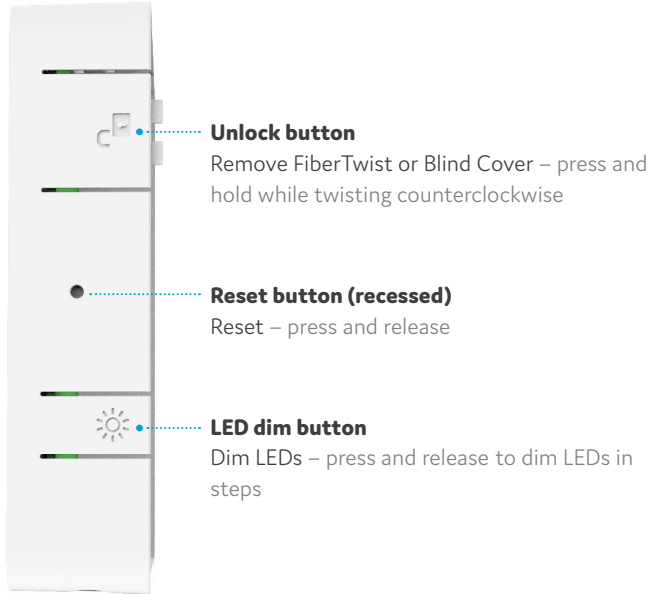 Unlock button
Remove FiberTwist or Blind Cover – press and
hold while twisting counterclockwise
Reset button (recessed)
Reset – press and release
LED dim button
Dim LEDs – press and release to dim LEDs in
steps